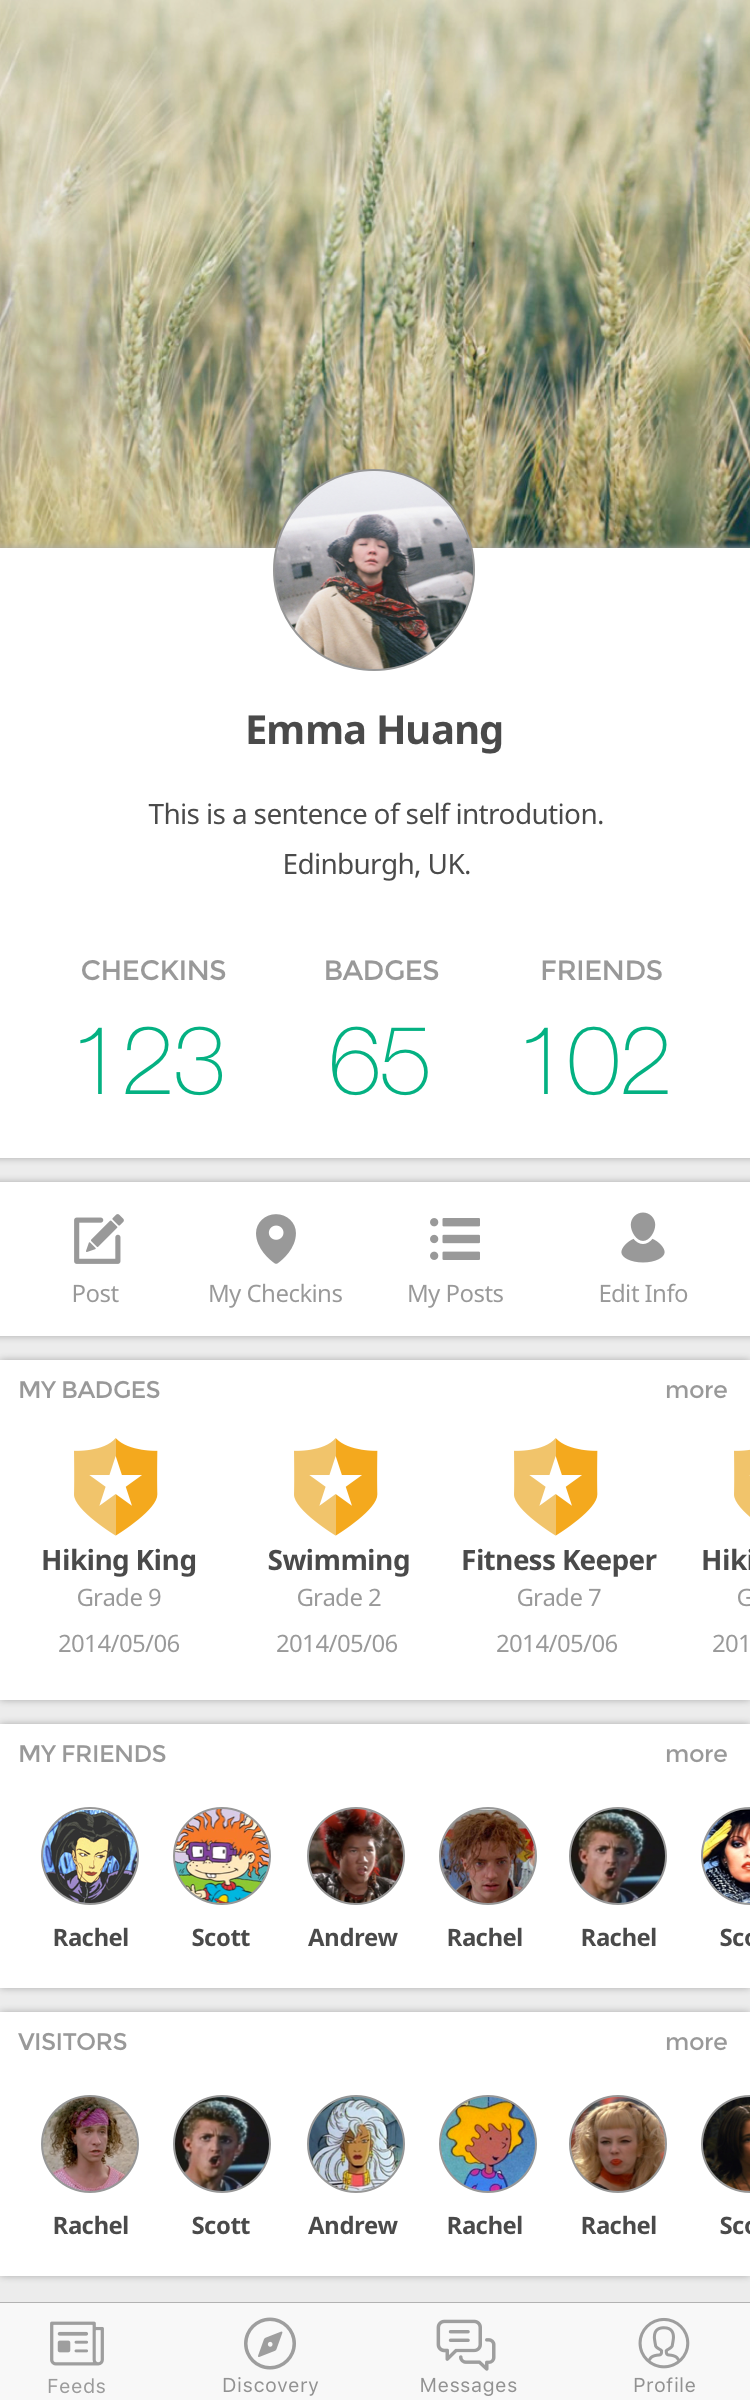 Emma Huang
This is a sentence of self introdution.
Edinburgh, UK.
CHECKINS BADGES FRIENDS
123 65 102
Post My Checkins My Posts Edit Info
MY BADGES more
Hiking King Swimming Fitness Keeper Hiki
Grade 9 Grade 2 Grade 7 G
2014/05/06 2014/05/06 2014/05/06 201
MY FRIENDS more
Rachel Scott Andrew Rachel Rachel Sco
VISITORS more
Rachel Scott Andrew Rachel Rachel Sco
Feeds Discovery Messages Profile